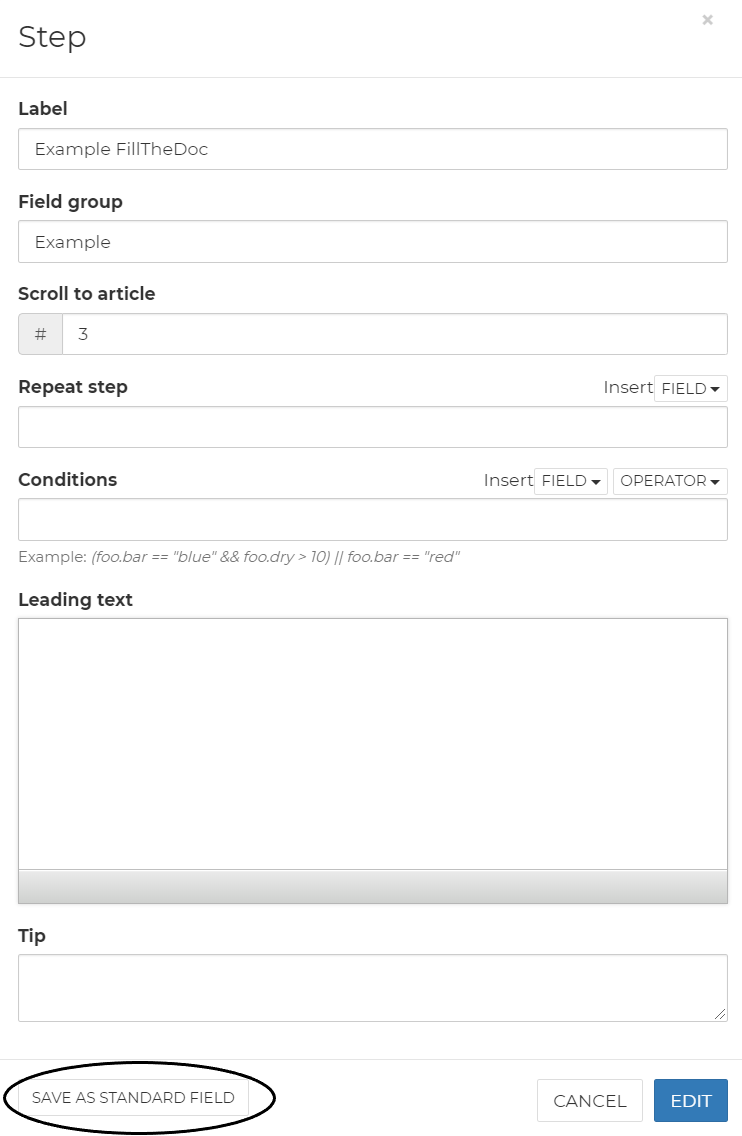 ×
Step
Label
Example FillTheDoc
Field group
Example
Scroll to article
# 3
Repeat step Insert FIELD
Conditions Insert FIELD OPERATOR
Example: (foo.bar == "blue" && foo.dry > 10) || foo.bar == "red"
Leading text
Tip
SAVE AS STANDARD FIELD CANCEL EDIT